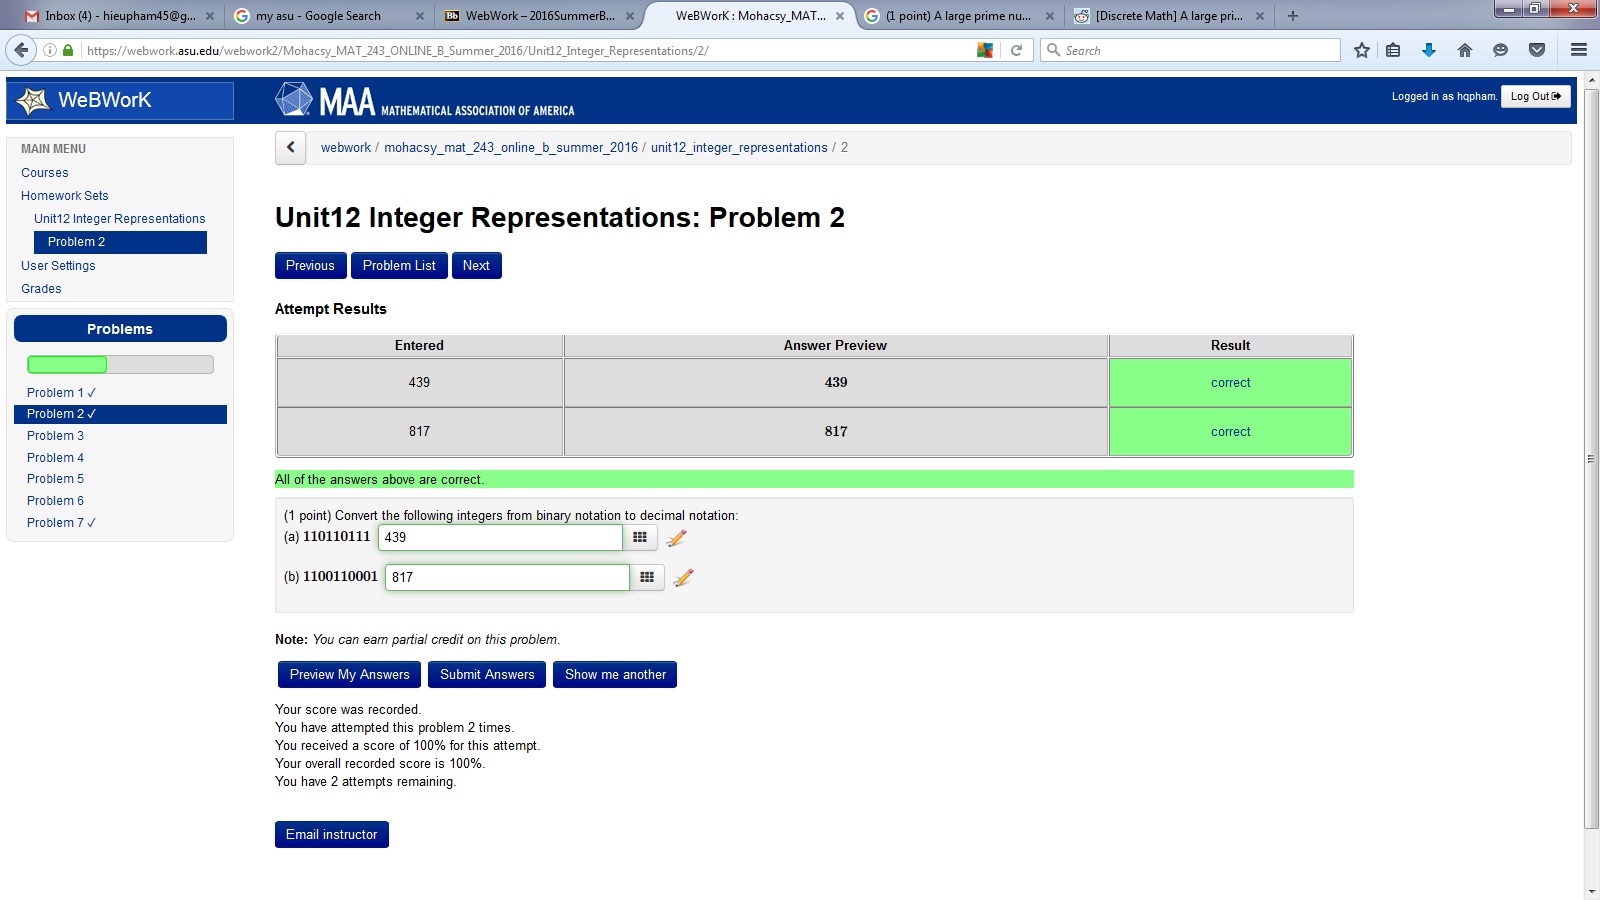 Inbox (4) - hieupham45@g...
my asu - Google Search
Bb WebWork – 2016SummerB...
WeBWorK : Mohacsy_MAT...
(1 point) A large prime nu...
[Discrete Math] A large pri...
https://webwork.asu.edu/webwork2/Mohacsy_MAT_243_ONLINE_B_Summer_2016/Unit12_Integer_Representations/2/
Search
WeBWorK
MAA MATHEMATICAL ASSOCIATION OF AMERICA
Logged in as hqpham. Log Out
MAIN MENU
Courses
Homework Sets
Unit12 Integer Representations
Problem 2
User Settings
Grades
Problems
Problem 1 ✓
Problem 2 ✓
Problem 3
Problem 4
Problem 5
Problem 6
Problem 7 ✓
webwork / mohacsy_mat_243_online_b_summer_2016 / unit12_integer_representations / 2
Unit12 Integer Representations: Problem 2
Previous Problem List Next
Attempt Results
Entered Answer Preview Result
439 439 correct
817 817 correct
All of the answers above are correct.
(1 point) Convert the following integers from binary notation to decimal notation:
(a) 110110111 439
(b) 1100110001 817
Note: You can earn partial credit on this problem.
Preview My Answers Submit Answers Show me another
Your score was recorded.
You have attempted this problem 2 times.
You received a score of 100% for this attempt.
Your overall recorded score is 100%.
You have 2 attempts remaining.
Email instructor